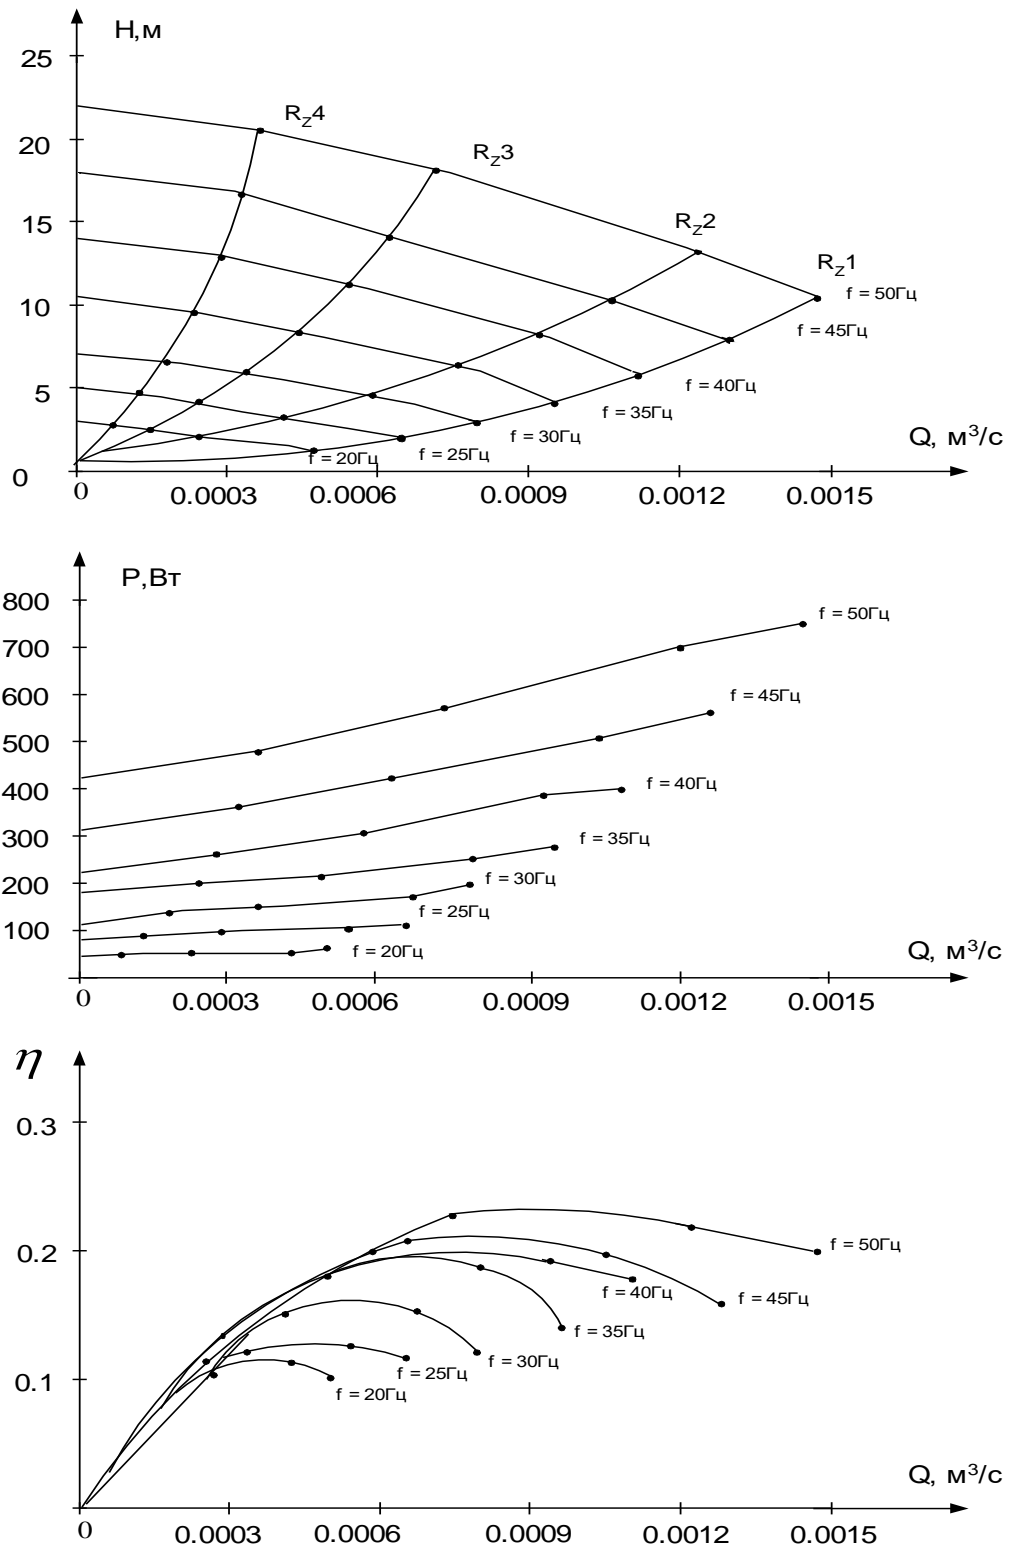 H,м
25
R_Z4
20
R_Z3
15
R_Z2
R_Z1
10
f = 50Гц
f = 45Гц
5
f = 40Гц
f = 35Гц
f = 30Гц
Q, м³/с
f = 20Гц
f = 25Гц
0
0
0.0003
0.0006
0.0009
0.0012
0.0015
P,Вт
800
f = 50Гц
700
600
f = 45Гц
500
400
f = 40Гц
300
f = 35Гц
200
f = 30Гц
100
f = 25Гц
f = 20Гц
Q, м³/с
0
0.0003
0.0006
0.0009
0.0012
0.0015
η
0.3
0.2
f = 50Гц
f = 40Гц
f = 45Гц
f = 35Гц
f = 30Гц
0.1
f = 25Гц
f = 20Гц
Q, м³/с
0
0.0003
0.0006
0.0009
0.0012
0.0015